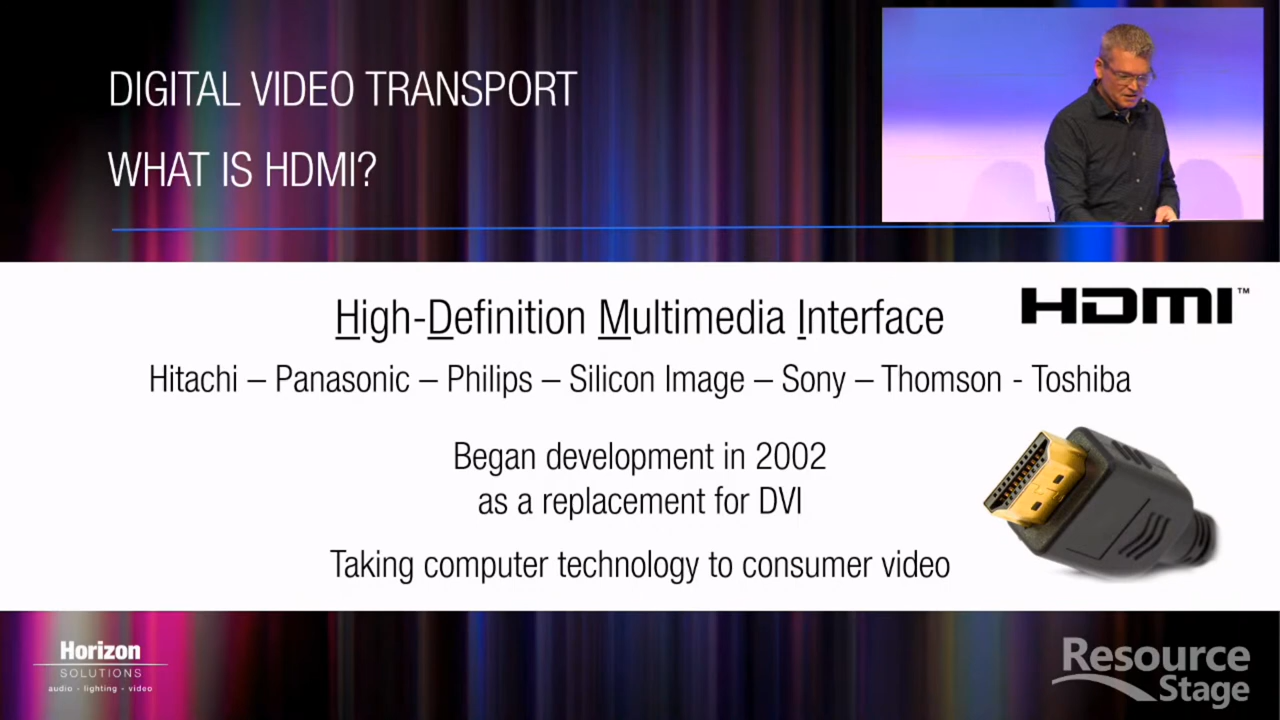 DIGITAL VIDEO TRANSPORT
WHAT IS HDMI?
High-Definition Multimedia Interface
HDMI™
Hitachi – Panasonic – Philips – Silicon Image – Sony – Thomson - Toshiba
Began development in 2002
as a replacement for DVI
Taking computer technology to consumer video
Horizon
SOLUTIONS
audio - lighting - video
Resource
Stage